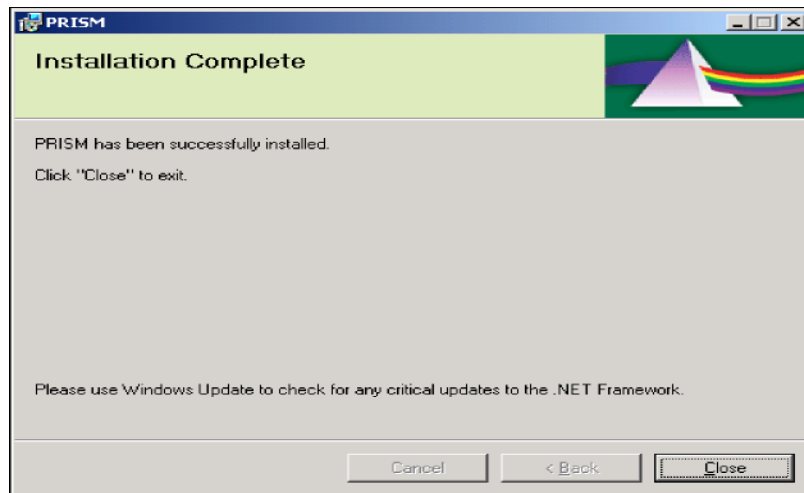 PRISM
Installation Complete
PRISM has been successfully installed.
Click "Close" to exit.
Please use Windows Update to check for any critical updates to the .NET Framework.
Cancel
< Back
Close